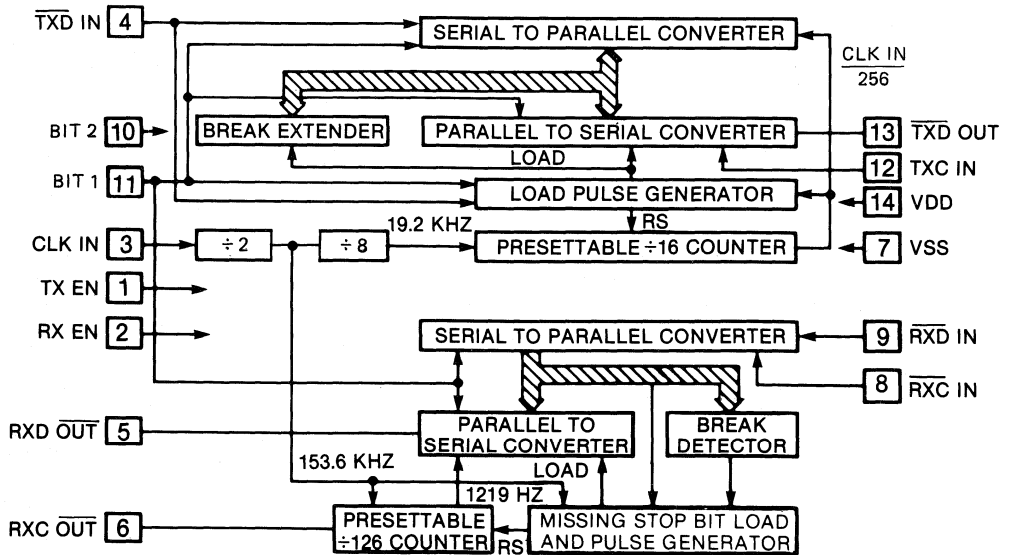 TXD IN 4
SERIAL TO PARALLEL CONVERTER
CLK IN
256
BIT 2 10
BREAK EXTENDER
PARALLEL TO SERIAL CONVERTER
13 TXD OUT
LOAD
12 TXC IN
BIT 1 11
LOAD PULSE GENERATOR
14 VDD
19.2 KHZ
RS
CLK IN 3
÷2
÷8
PRESETTABLE ÷16 COUNTER
7 VSS
TX EN 1
RX EN 2
SERIAL TO PARALLEL CONVERTER
9 RXD IN
8 RXC IN
RXD OUT 5
PARALLEL TO
SERIAL CONVERTER
BREAK
DETECTOR
153.6 KHZ
LOAD
1219 HZ
RXC OUT 6
PRESETTABLE
÷126 COUNTER
RS
MISSING STOP BIT LOAD
AND PULSE GENERATOR